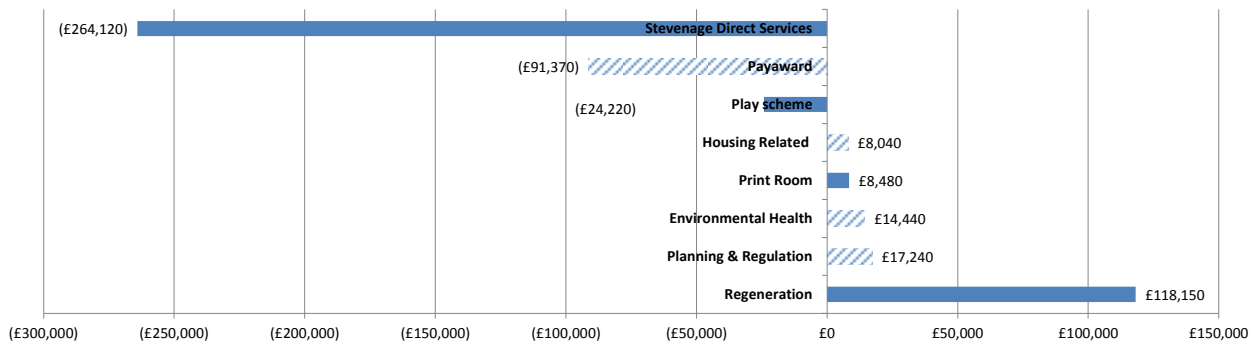 (£264,120) Stevenage Direct Services
(£91,370) Payaward
(£24,220) Play scheme
Housing Related £8,040
Print Room £8,480
Environmental Health £14,440
Planning & Regulation £17,240
Regeneration £118,150
(£300,000) (£250,000) (£200,000) (£150,000) (£100,000) (£50,000) £0 £50,000 £100,000 £150,000